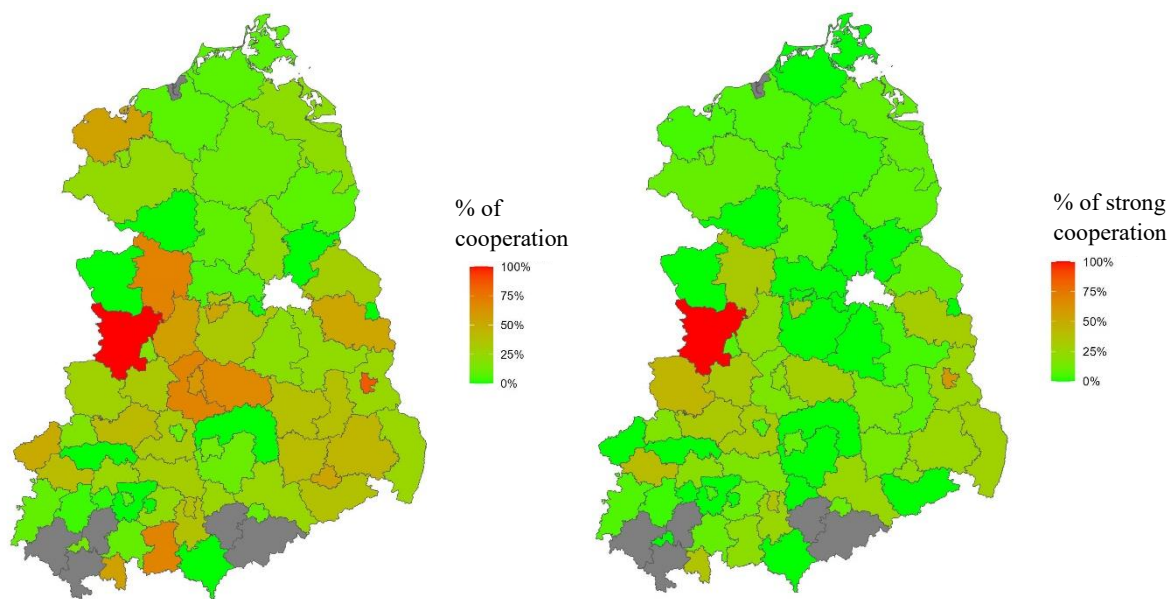 % of
cooperation
100%
75%
50%
25%
0%
% of strong
cooperation
100%
75%
50%
25%
0%